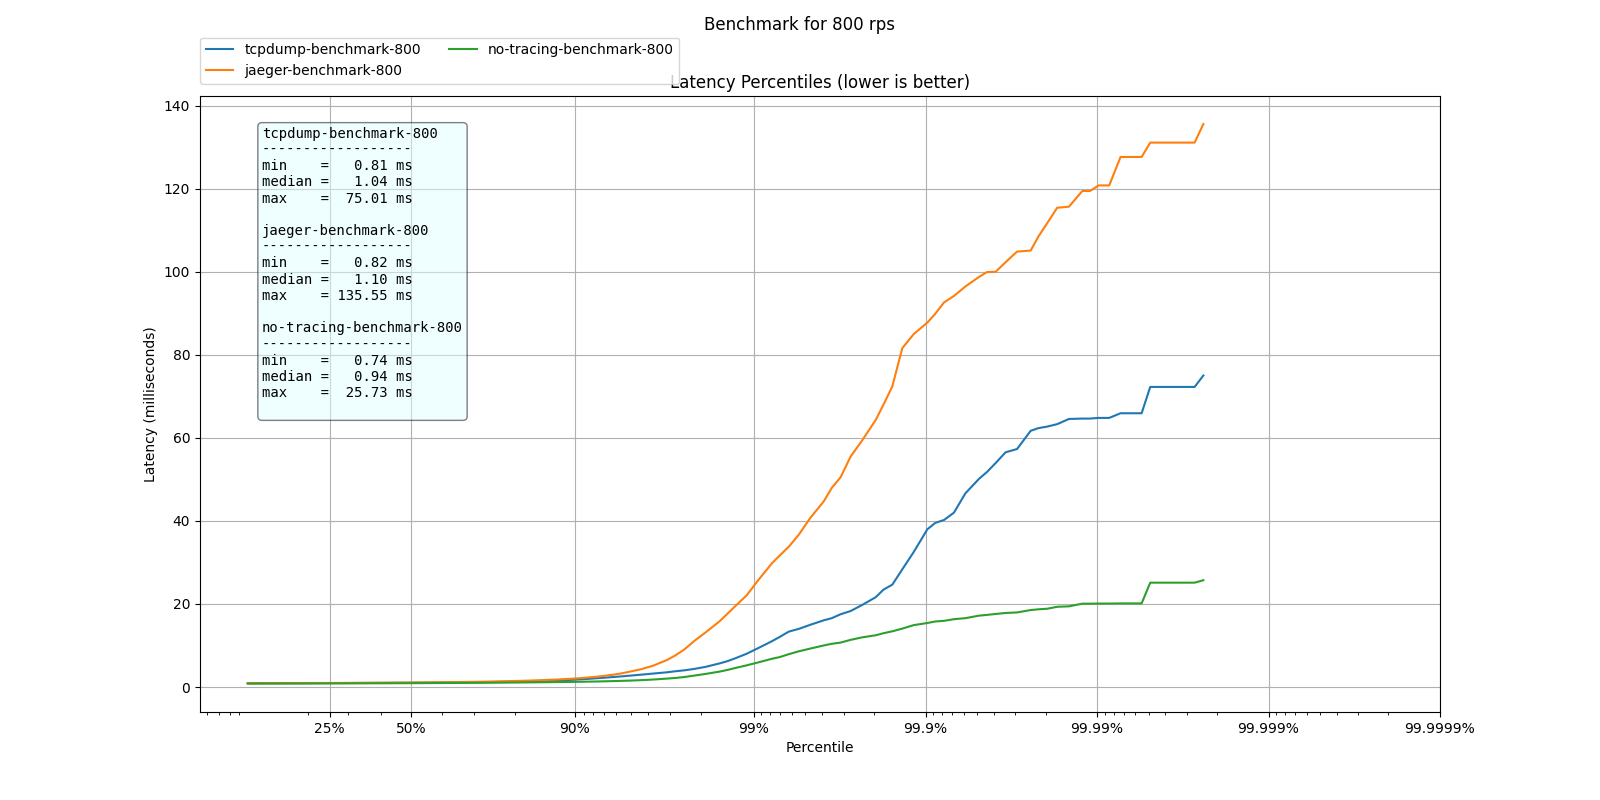 Benchmark for 800 rps
tcpdump-benchmark-800
no-tracing-benchmark-800
jaeger-benchmark-800
Latency Percentiles (lower is better)
tcpdump-benchmark-800
------------------
min    =   0.81 ms
median =   1.04 ms
max    =  75.01 ms
jaeger-benchmark-800
------------------
min    =   0.82 ms
median =   1.10 ms
max    = 135.55 ms
no-tracing-benchmark-800
------------------
min    =   0.74 ms
median =   0.94 ms
max    =  25.73 ms
Latency (milliseconds)
140
120
100
80
60
40
20
0
25%
50%
90%
99%
99.9%
99.99%
99.999%
99.9999%
Percentile